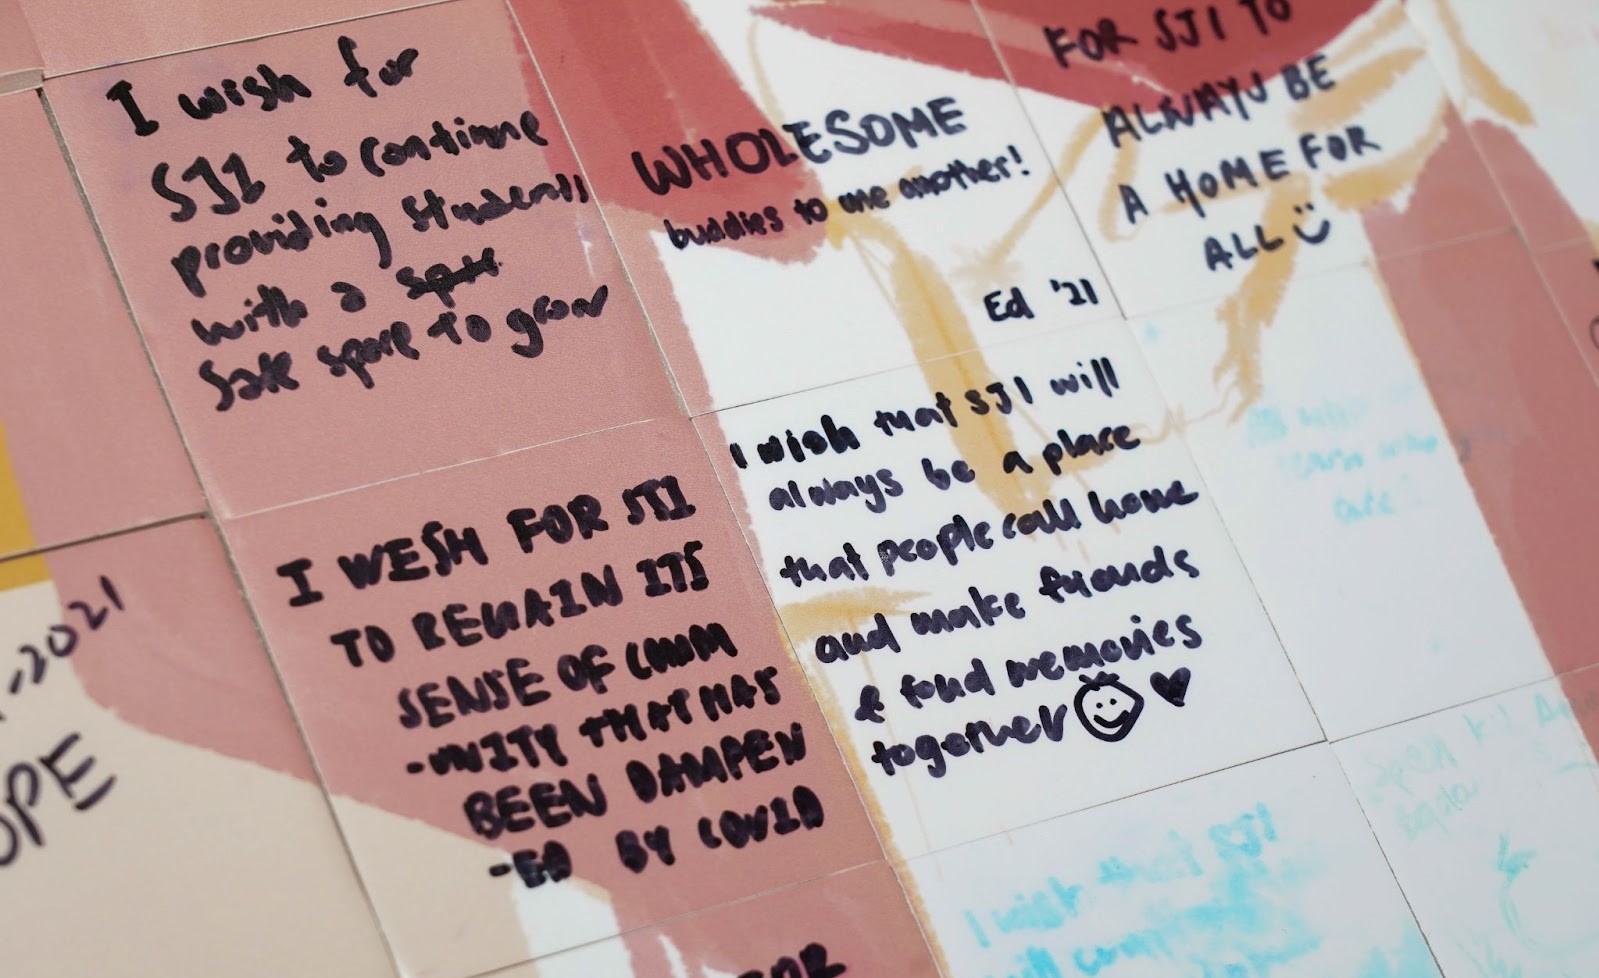 I wish for
SJI to continue
providing students
with a
safe space to grow
WHOLESOME
buddies to one another!
Ed '21
FOR SJI TO
ALWAYS BE
A HOME FOR
ALL
I WISH FOR SJI
TO REMAIN ITS
SENSE OF COMM
-UNITY THAT HAS
BEEN DAMPEN
-ED BY COVID
I wish that SJI will
always be a place
that people call home
and make friends
& fond memories
together
2021
OPE
I wish that SJI
FOR